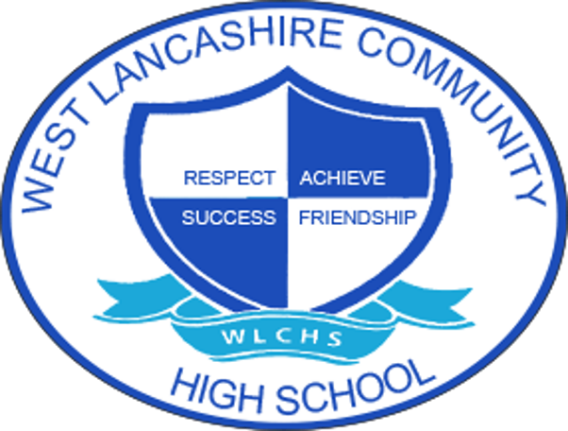 WEST LANCASHIRE COMMUNITY
RESPECT ACHIEVE
SUCCESS FRIENDSHIP
WLCHS
HIGH SCHOOL